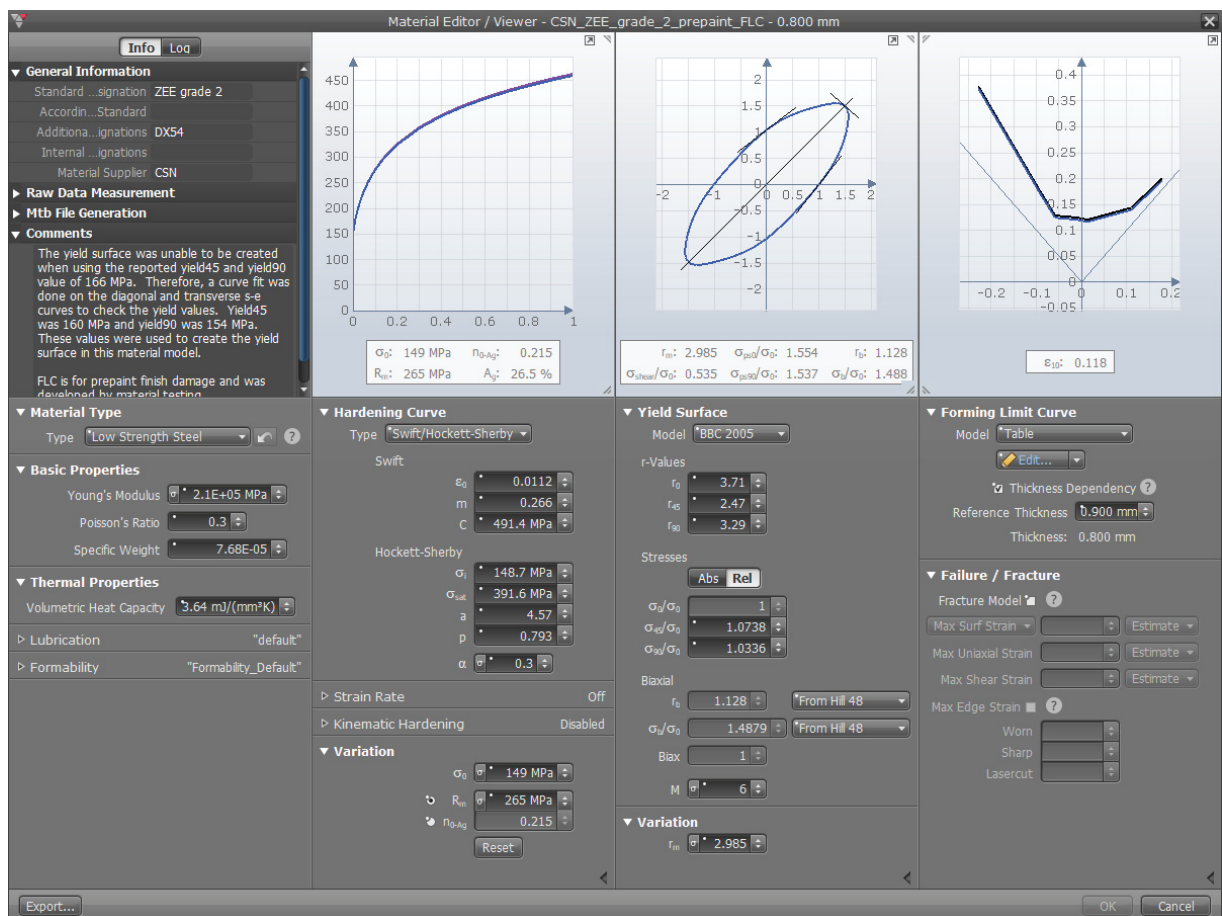 Material Editor / Viewer - CSN_ZEE_grade_2_prepaint_FLC - 0.800 mm
Info Log
General Information
Standard ...signation ZEE grade 2
Accordin...Standard
Additiona...ignations DX54
Internal ...ignations
Material Supplier CSN
Raw Data Measurement
Mtb File Generation
Comments
The yield surface was unable to be created
when using the reported yield45 and yield90
value of 166 MPa. Therefore, a curve fit was
done on the diagonal and transverse s-e
curves to check the yield values. Yield45
was 160 MPa and yield90 was 154 MPa.
These values were used to create the yield
surface in this material model.
FLC is for prepaint finish damage and was
developed by material testing
450
400
350
300
250
200
150
100
50
0
0 0.2 0.4 0.6 0.8 1
σ₀: 149 MPa n₀-Ag: 0.215
Rₘ: 265 MPa Ag: 26.5 %
2
1.5
1
0.5
-2 -1 0 0.5 1 1.5 2
-1
-1.5
-2
rₘ: 2.985 σps0/σ₀: 1.554 rb: 1.128
σshear/σ₀: 0.535 σps90/σ₀: 1.537 σb/σ₀: 1.488
0.4
0.35
0.3
0.25
0.2
0.15
0.1
0.05
0
-0.2 -0.1 0 0.1 0.2
-0.05
ε₁₀: 0.118
Material Type
Type Low Strength Steel ?
Basic Properties
Young's Modulus σ 2.1E+05 MPa
Poisson's Ratio 0.3
Specific Weight 7.68E-05
Thermal Properties
Volumetric Heat Capacity 3.64 mJ/(mm³K)
Lubrication "default"
Formability "Formability_Default"
Hardening Curve
Type Swift/Hockett-Sherby
Swift
ε₀ 0.0112
m 0.266
C 491.4 MPa
Hockett-Sherby
σi 148.7 MPa
σsat 391.6 MPa
a 4.57
p 0.793
α σ 0.3
Strain Rate Off
Kinematic Hardening Disabled
Variation
σ₀ σ 149 MPa
Rₘ σ 265 MPa
n₀-Ag 0.215
Reset
Yield Surface
Model BBC 2005
r-Values
r₀ 3.71
r₄₅ 2.47
r₉₀ 3.29
Stresses
Abs Rel
σ₀/σ₀ 1
σ₄₅/σ₀ 1.0738
σ₉₀/σ₀ 1.0336
Biaxial
rb 1.128 From Hill 48
σb/σ₀ 1.4879 From Hill 48
Biax 1
M σ 6
Variation
rₘ σ 2.985
Forming Limit Curve
Model Table
Edit...
Thickness Dependency ?
Reference Thickness 0.900 mm
Thickness: 0.800 mm
Failure / Fracture
Fracture Model ?
Max Surf Strain Estimate
Max Uniaxial Strain Estimate
Max Shear Strain Estimate
Max Edge Strain ?
Worn
Sharp
Lasercut
Export... OK Cancel